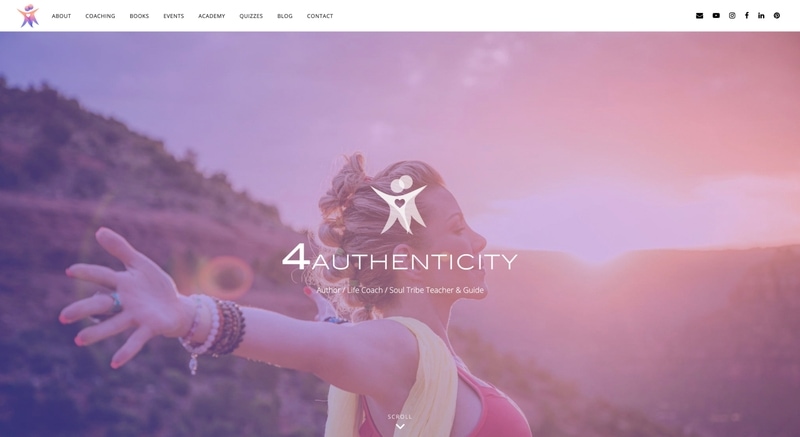 ABOUT COACHING BOOKS EVENTS ACADEMY QUIZZES BLOG CONTACT
4AUTHENTICITY
Author / Life Coach / Soul Tribe Teacher & Guide
SCROLL